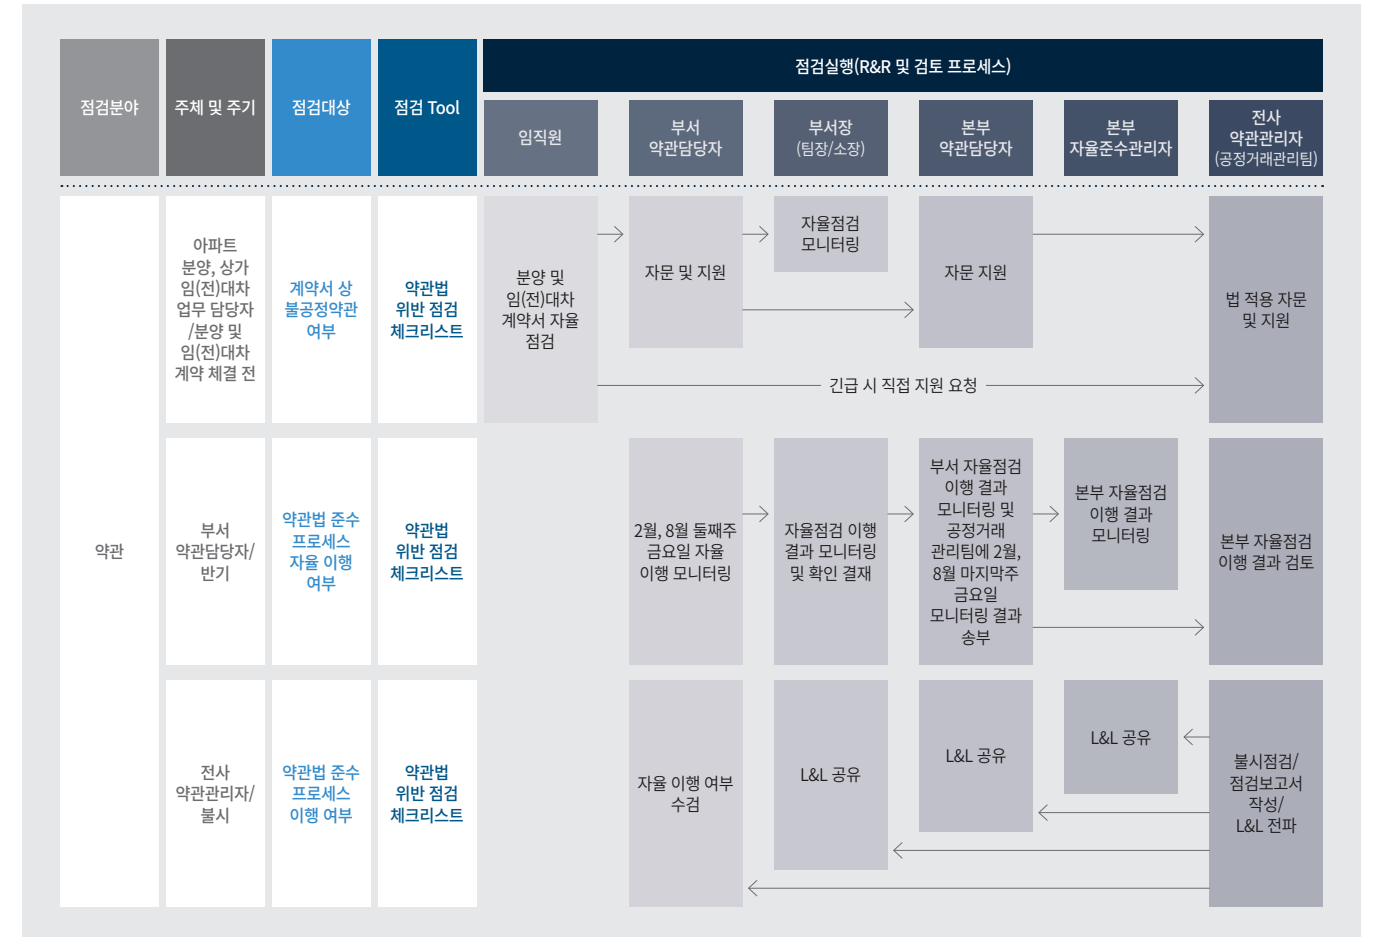 점검분야
주체 및 주기
점검대상
점검 Tool
점검실행(R&R 및 검토 프로세스)
임직원
부서
약관담당자
부서장
(팀장/소장)
본부
약관담당자
본부
자율준수관리자
전사
약관관리자
(공정거래관리팀)
약관
아파트
분양, 상가
임(전)대차
업무 담당자
/분양 및
임(전)대차
계약 체결 전
계약서 상
불공정약관
여부
약관법
위반 점검
체크리스트
분양 및
임(전)대차
계약서 자율
점검
자문 및 지원
자율점검
모니터링
자문 지원
법 적용 자문
및 지원
긴급 시 직접 지원 요청
부서
약관담당자/
반기
약관법 준수
프로세스
자율 이행
여부
약관법
위반 점검
체크리스트
2월, 8월 둘째주
금요일 자율
이행 모니터링
자율점검 이행
결과 모니터링
및 확인 결재
부서 자율점검
이행 결과
모니터링 및
공정거래
관리팀에 2월,
8월 마지막주
금요일
모니터링 결과
송부
본부 자율점검
이행 결과
모니터링
본부 자율점검
이행 결과 검토
전사
약관관리자/
불시
약관법 준수
프로세스
이행 여부
약관법
위반 점검
체크리스트
자율 이행 여부
수검
L&L 공유
L&L 공유
L&L 공유
불시점검/
점검보고서
작성/
L&L 전파